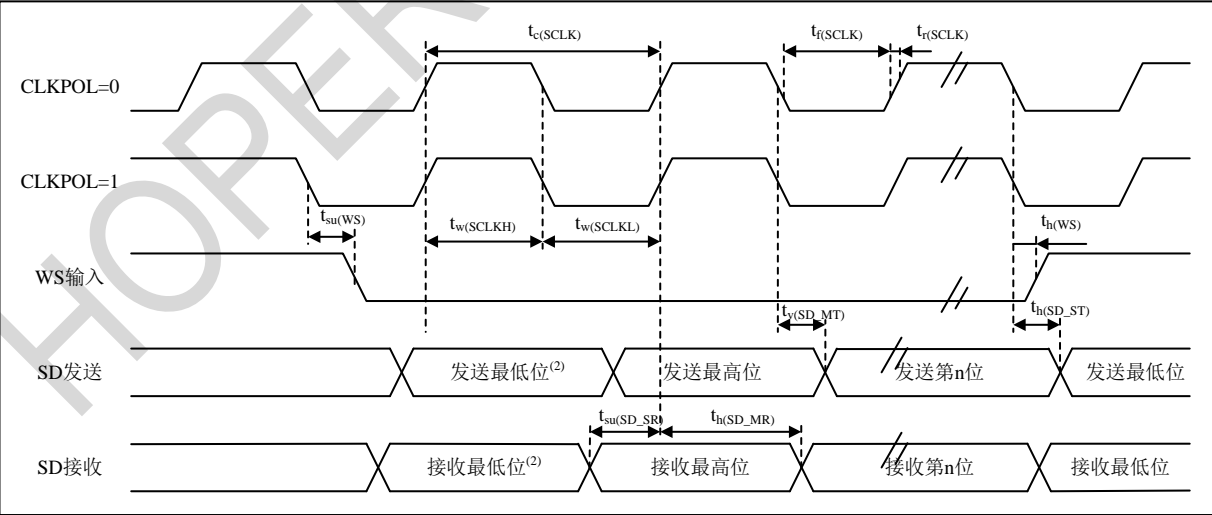 tc(SCLK)
tf(SCLK)
tr(SCLK)
CLKPOL=0
CLKPOL=1
tsu(WS)
tw(SCLKH)
tw(SCLKL)
th(WS)
WS输入
tv(SD_MT)
th(SD_ST)
SD发送
发送最低位(2)
发送最高位
发送第n位
发送最低位
tsu(SD_SR)
th(SD_MR)
SD接收
接收最低位(2)
接收最高位
接收第n位
接收最低位
HOPER